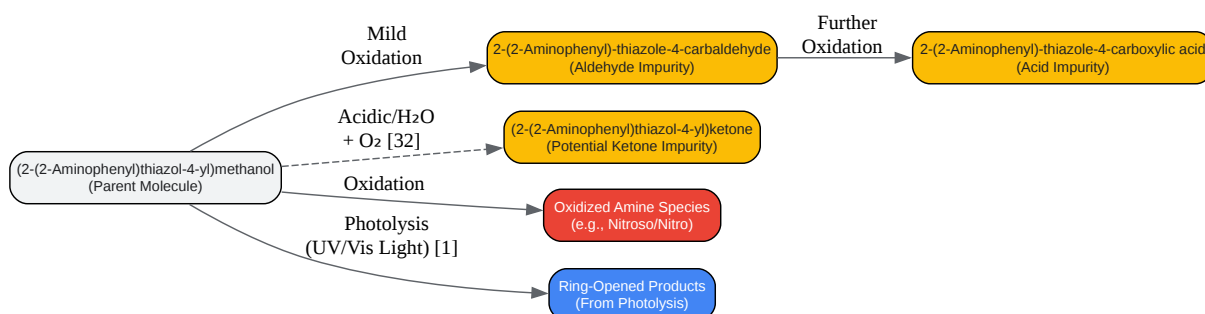 (2-(2-Aminophenyl)thiazol-4-yl)methanol
(Parent Molecule)
Mild
Oxidation
2-(2-Aminophenyl)-thiazole-4-carbaldehyde
(Aldehyde Impurity)
Further
Oxidation
2-(2-Aminophenyl)-thiazole-4-carboxylic acid
(Acid Impurity)
Acidic/H₂O
+ O₂ [32]
(2-(2-Aminophenyl)thiazol-4-yl)ketone
(Potential Ketone Impurity)
Oxidation
Oxidized Amine Species
(e.g., Nitroso/Nitro)
Photolysis
(UV/Vis Light) [1]
Ring-Opened Products
(From Photolysis)